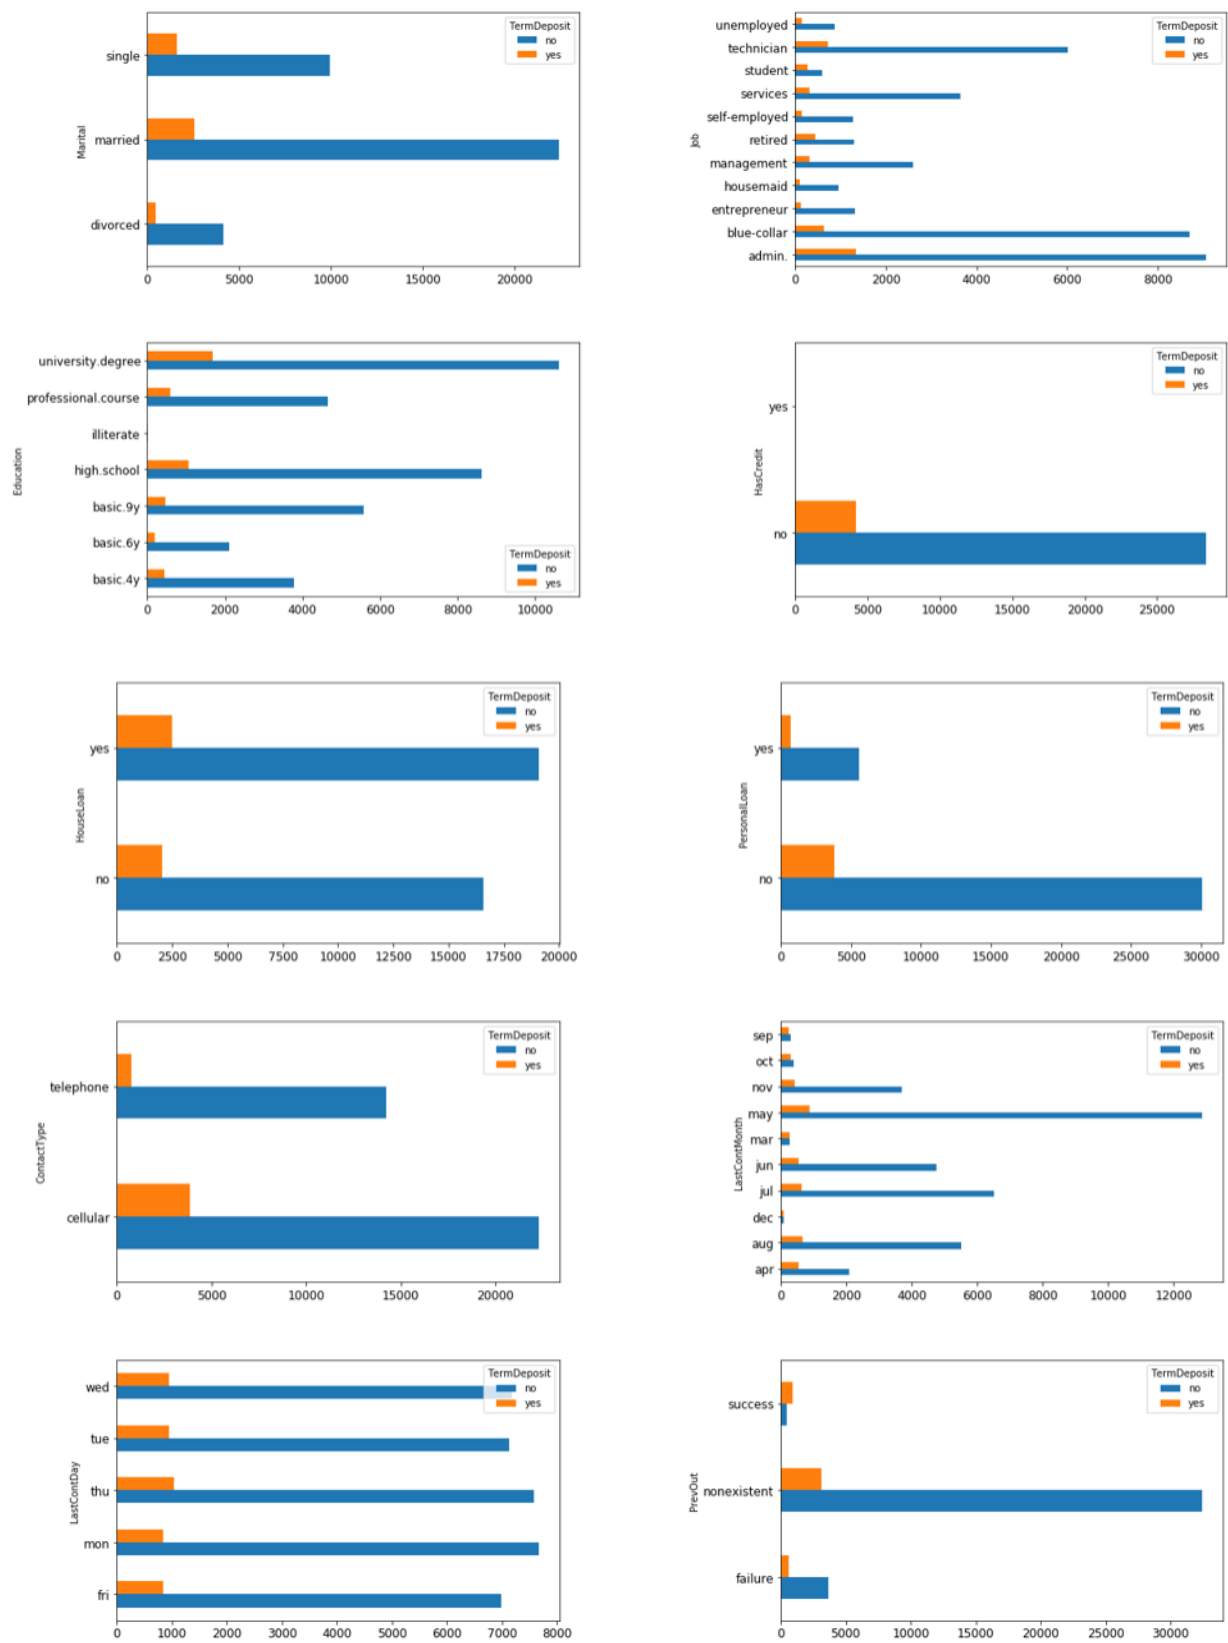 TermDeposit
no
yes
single
married
divorced
Marital
0 5000 10000 15000 20000
TermDeposit
no
yes
unemployed
technician
student
services
self-employed
retired
management
housemaid
entrepreneur
blue-collar
admin.
Job
0 2000 4000 6000 8000
university.degree
professional.course
illiterate
high.school
basic.9y
basic.6y
basic.4y
Education
TermDeposit
no
yes
0 2000 4000 6000 8000 10000
TermDeposit
no
yes
yes
no
HasCredit
0 5000 10000 15000 20000 25000
TermDeposit
no
yes
yes
no
HouseLoan
0 2500 5000 7500 10000 12500 15000 17500 20000
TermDeposit
no
yes
yes
no
PersonalLoan
0 5000 10000 15000 20000 25000 30000
TermDeposit
no
yes
telephone
cellular
ContactType
0 5000 10000 15000 20000
TermDeposit
no
yes
sep
oct
nov
may
mar
jun
jul
dec
aug
apr
LastContMonth
0 2000 4000 6000 8000 10000 12000
TermDeposit
no
yes
wed
tue
thu
mon
fri
LastContDay
0 1000 2000 3000 4000 5000 6000 7000 8000
TermDeposit
no
yes
success
nonexistent
failure
PrevOut
0 5000 10000 15000 20000 25000 30000